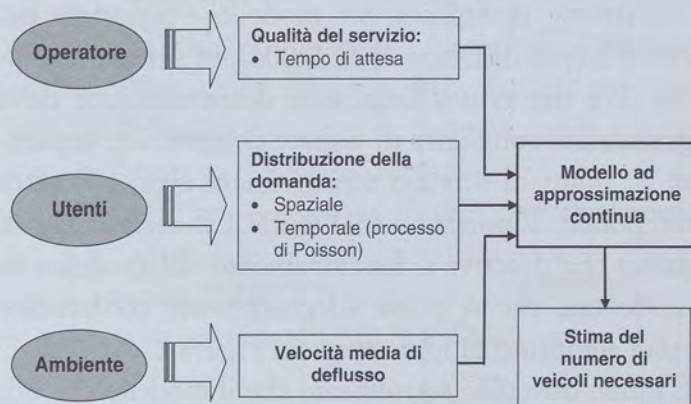 Operatore
Qualità del servizio:
• Tempo di attesa
Utenti
Distribuzione della
domanda:
• Spaziale
• Temporale (processo
di Poisson)
Modello ad
approssimazione
continua
Ambiente
Velocità media di
deflusso
Stima del
numero di
veicoli necessari